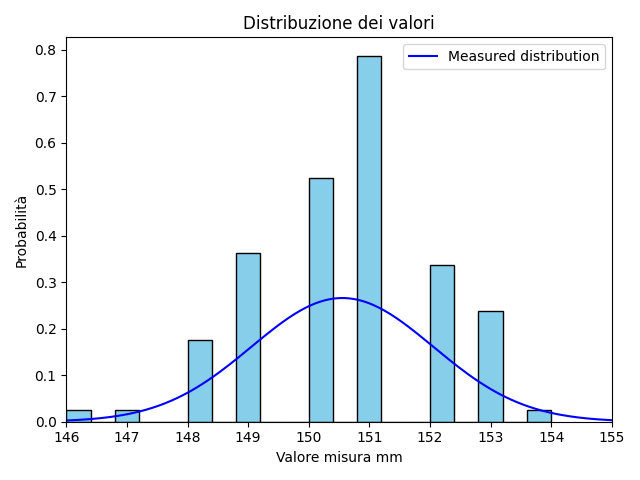 Distribuzione dei valori
Measured distribution
0.8
0.7
0.6
0.5
0.4
0.3
0.2
0.1
0.0
Probabilità
146 147 148 149 150 151 152 153 154 155
Valore misura mm